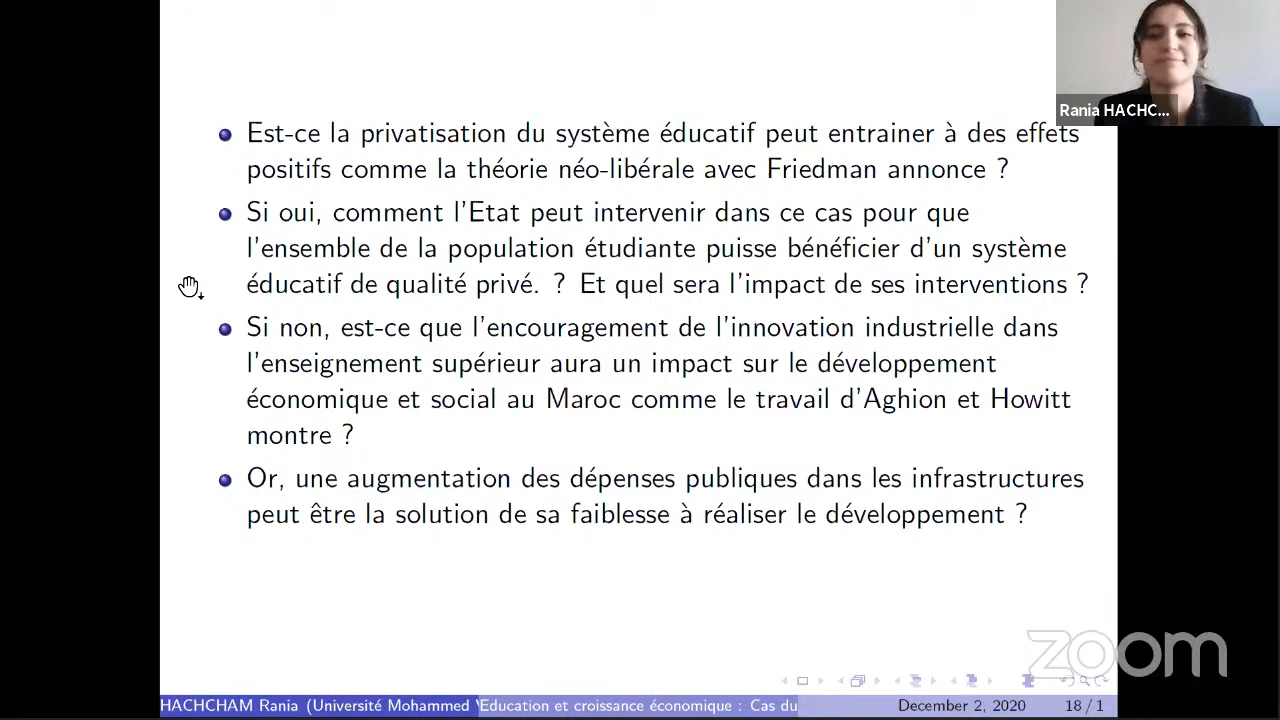 Rania HACHC...
Est-ce la privatisation du système éducatif peut entrainer à des effets
positifs comme la théorie néo-libérale avec Friedman annonce ?
Si oui, comment l'Etat peut intervenir dans ce cas pour que
l'ensemble de la population étudiante puisse bénéficier d'un système
éducatif de qualité privé. ? Et quel sera l'impact de ses interventions ?
Si non, est-ce que l'encouragement de l'innovation industrielle dans
l'enseignement supérieur aura un impact sur le développement
économique et social au Maroc comme le travail d'Aghion et Howitt
montre ?
Or, une augmentation des dépenses publiques dans les infrastructures
peut être la solution de sa faiblesse à réaliser le développement ?
zoom
HACHCHAM Rania (Université Mohammed Education et croissance économique : Cas du December 2, 2020 18 / 1